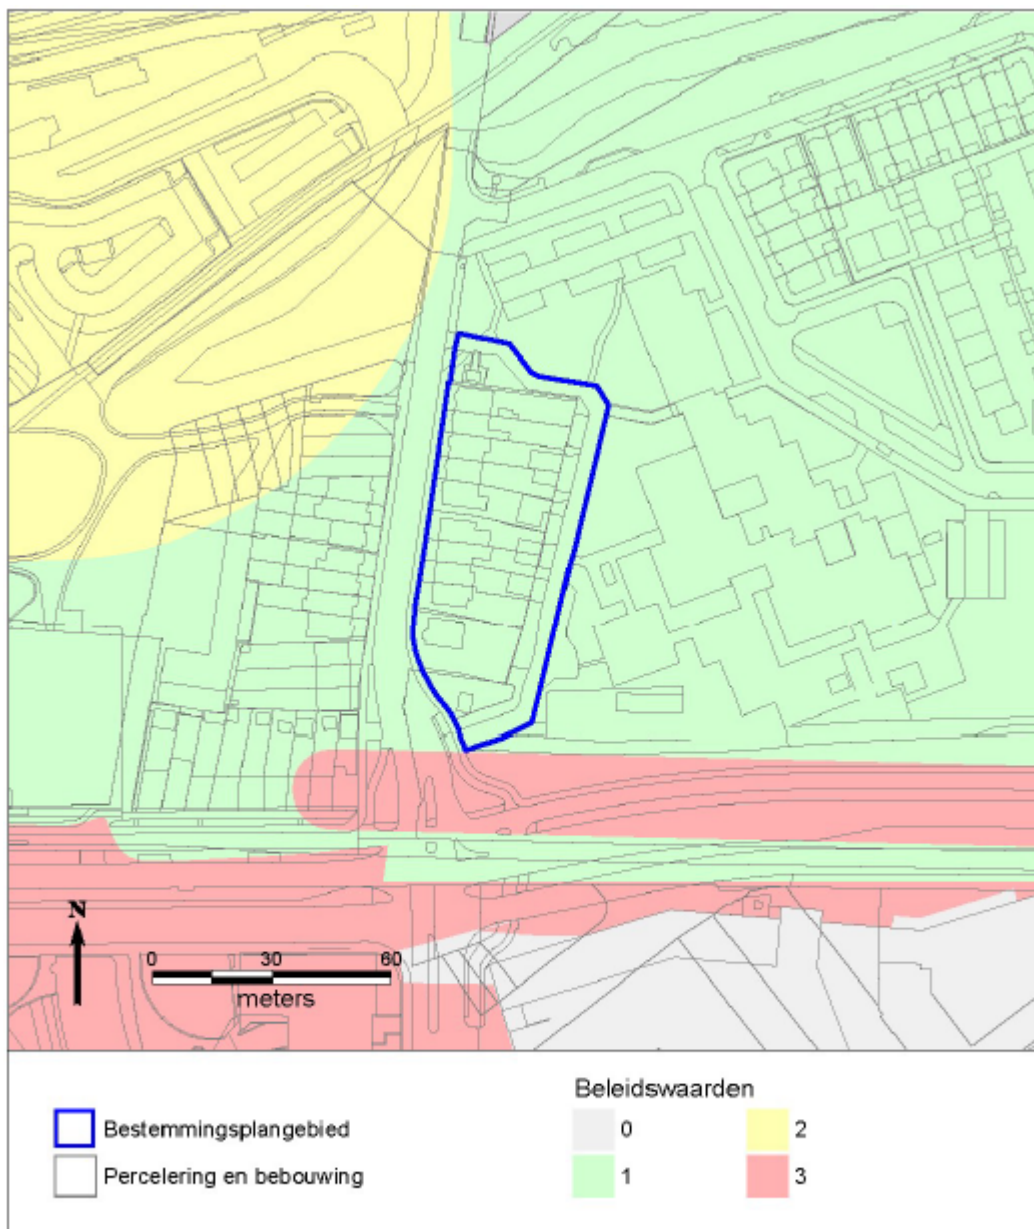 N
0 30 60
meters
Beleidswaarden
Bestemmingsplangebied
0 2
Percelering en bebouwing
1 3